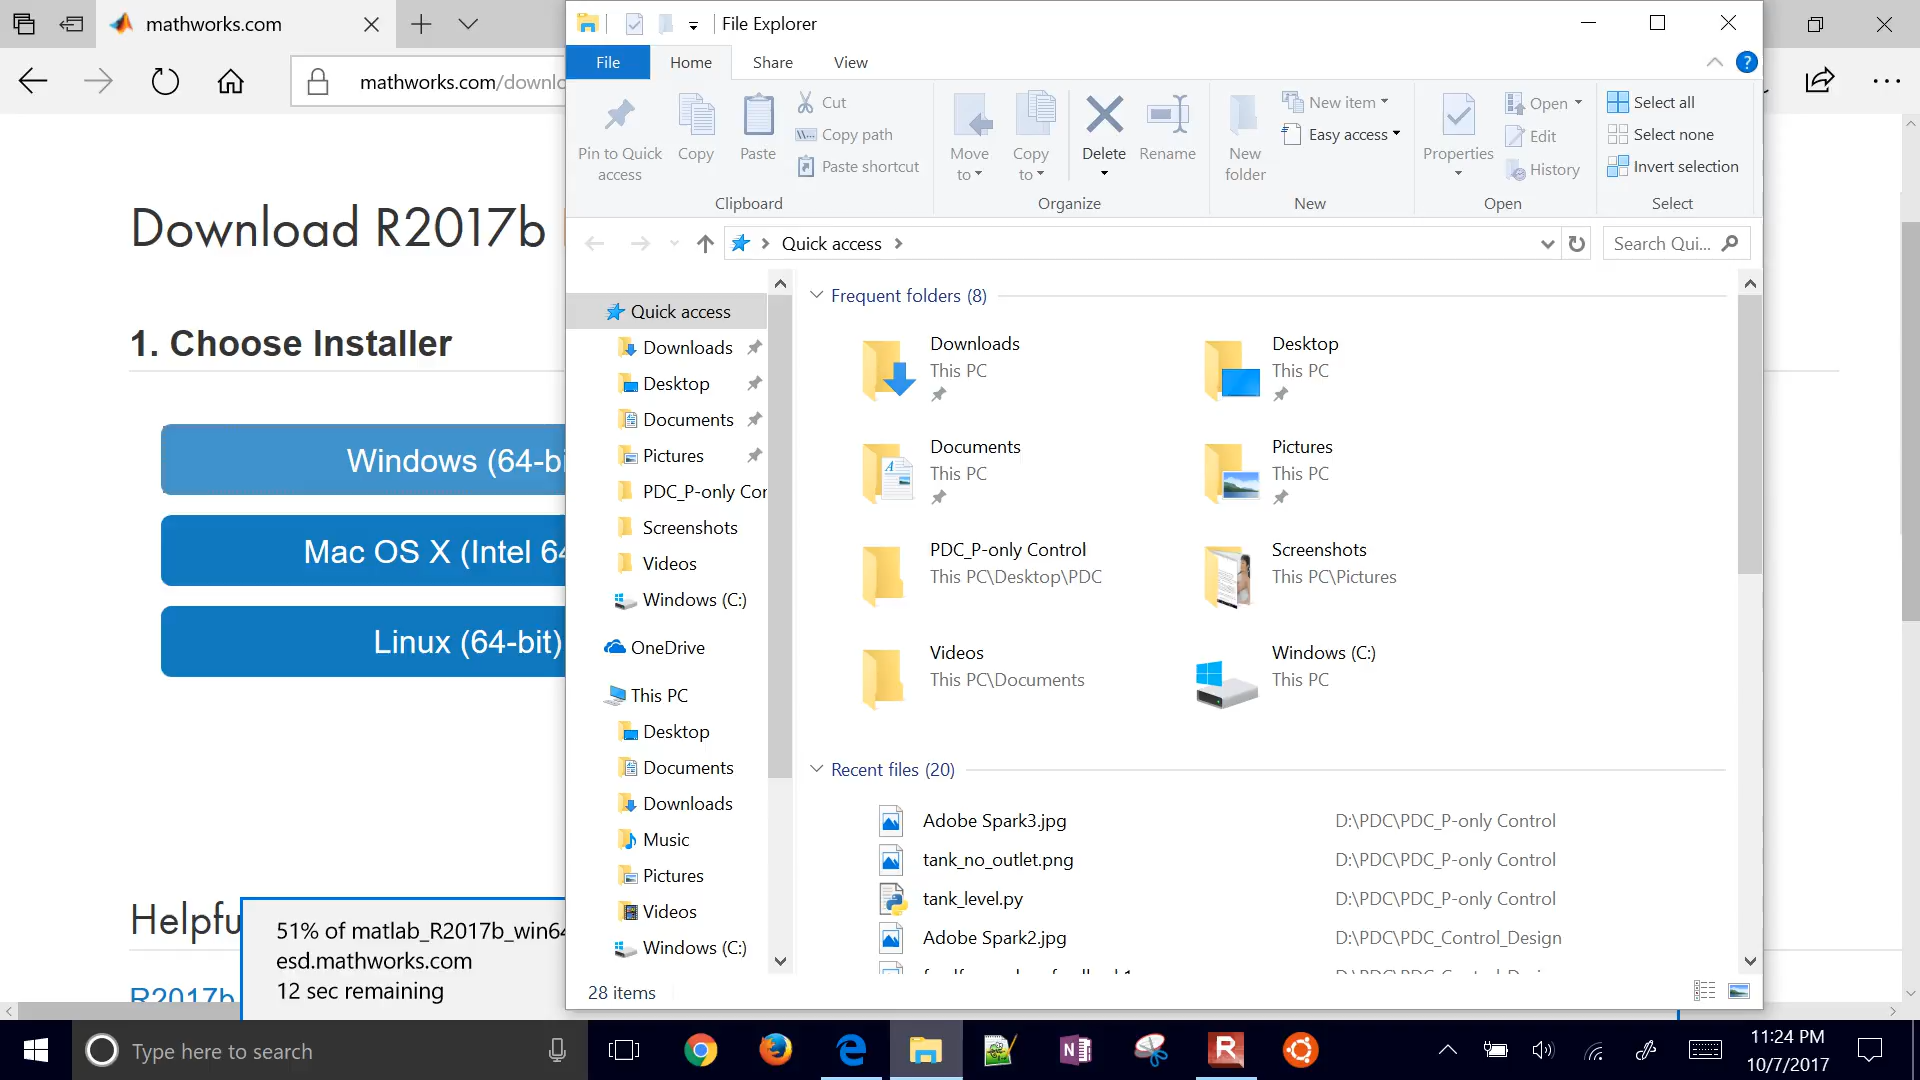 mathworks.com
mathworks.com/downlo
Download R2017b
1. Choose Installer
Windows (64-bi
Mac OS X (Intel 64
Linux (64-bit)
Helpfu
R2017b
51% of matlab_R2017b_win64
esd.mathworks.com
12 sec remaining
File Explorer
File
Home
Share
View
Pin to Quick access
Copy
Paste
Cut
Copy path
Paste shortcut
Clipboard
Move to
Copy to
Delete
Rename
Organize
New folder
New item
Easy access
New
Properties
Open
Edit
History
Open
Select all
Select none
Invert selection
Select
Quick access
Search Qui...
Quick access
Downloads
Desktop
Documents
Pictures
PDC_P-only Con
Screenshots
Videos
Windows (C:)
OneDrive
This PC
Desktop
Documents
Downloads
Music
Pictures
Videos
Windows (C:)
Frequent folders (8)
Downloads
This PC
Desktop
This PC
Documents
This PC
Pictures
This PC
PDC_P-only Control
This PC\Desktop\PDC
Screenshots
This PC\Pictures
Videos
This PC\Documents
Windows (C:)
This PC
Recent files (20)
Adobe Spark3.jpg D:\PDC\PDC_P-only Control
tank_no_outlet.png D:\PDC\PDC_P-only Control
tank_level.py D:\PDC\PDC_P-only Control
Adobe Spark2.jpg D:\PDC\PDC_Control_Design
28 items
Type here to search
11:24 PM
10/7/2017